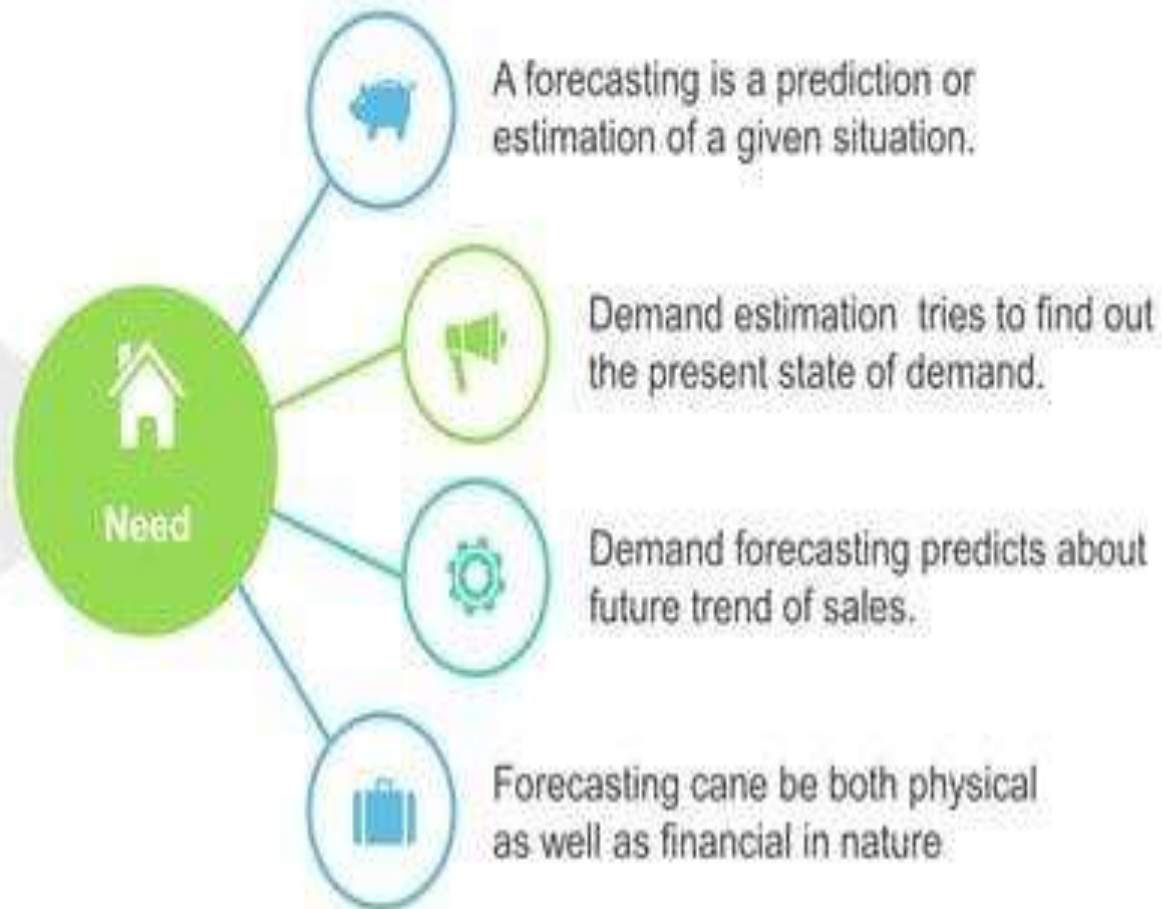 A forecasting is a prediction or
estimation of a given situation.
Demand estimation tries to find out
the present state of demand.
Need
Demand forecasting predicts about
future trend of sales.
Forecasting cane be both physical
as well as financial in nature